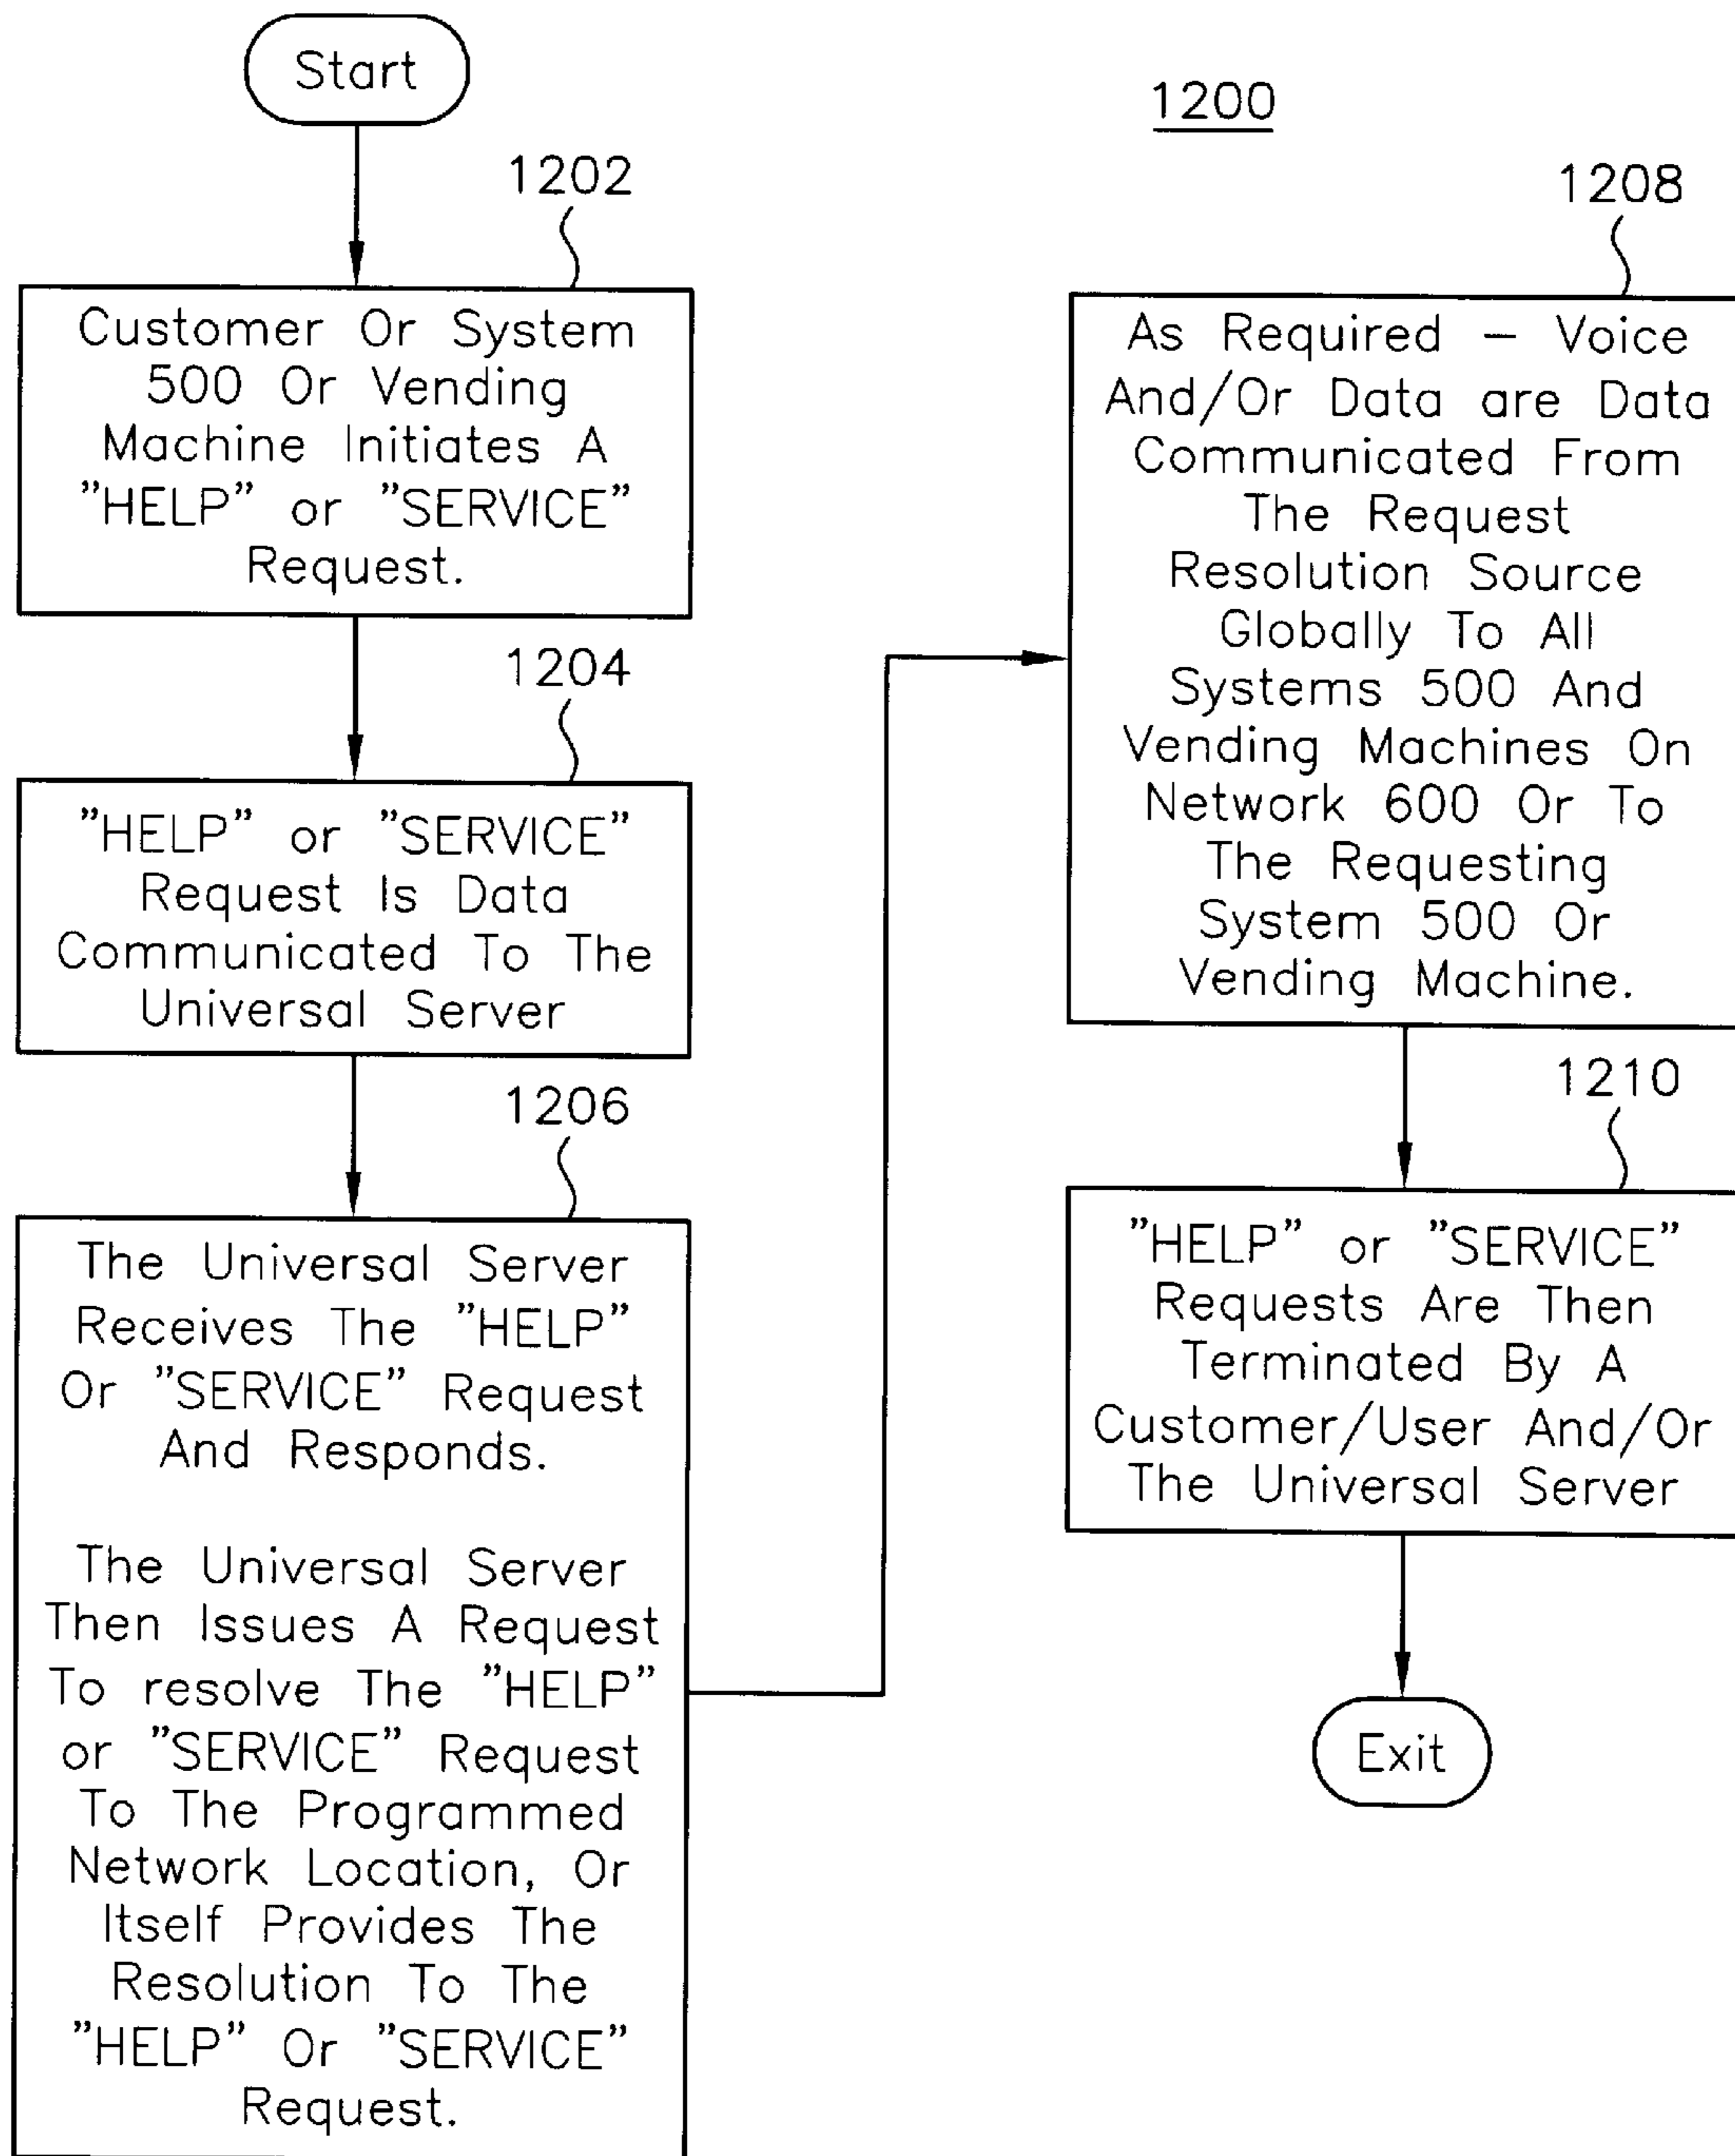 Start
1200
1202
Customer Or System
500 Or Vending
Machine Initiates A
"HELP" or "SERVICE"
Request.
1204
"HELP" or "SERVICE"
Request Is Data
Communicated To The
Universal Server
1206
The Universal Server
Receives The "HELP"
Or "SERVICE" Request
And Responds.
The Universal Server
Then Issues A Request
To resolve The "HELP"
or "SERVICE" Request
To The Programmed
Network Location, Or
Itself Provides The
Resolution To The
"HELP" Or "SERVICE"
Request.
1208
As Required – Voice
And/Or Data are Data
Communicated From
The Request
Resolution Source
Globally To All
Systems 500 And
Vending Machines On
Network 600 Or To
The Requesting
System 500 Or
Vending Machine.
1210
"HELP" or "SERVICE"
Requests Are Then
Terminated By A
Customer/User And/Or
The Universal Server
Exit